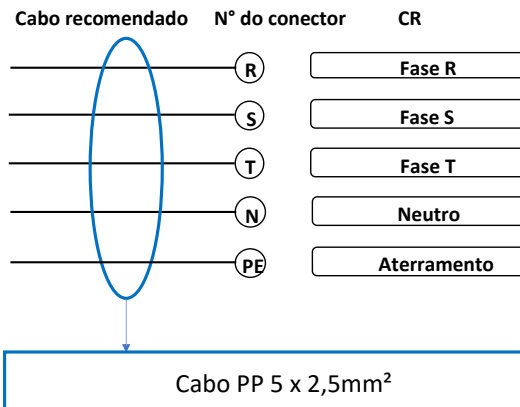 Cabo recomendado N° do conector CR
R Fase R
S Fase S
T Fase T
N Neutro
PE Aterramento
Cabo PP 5 x 2,5mm²